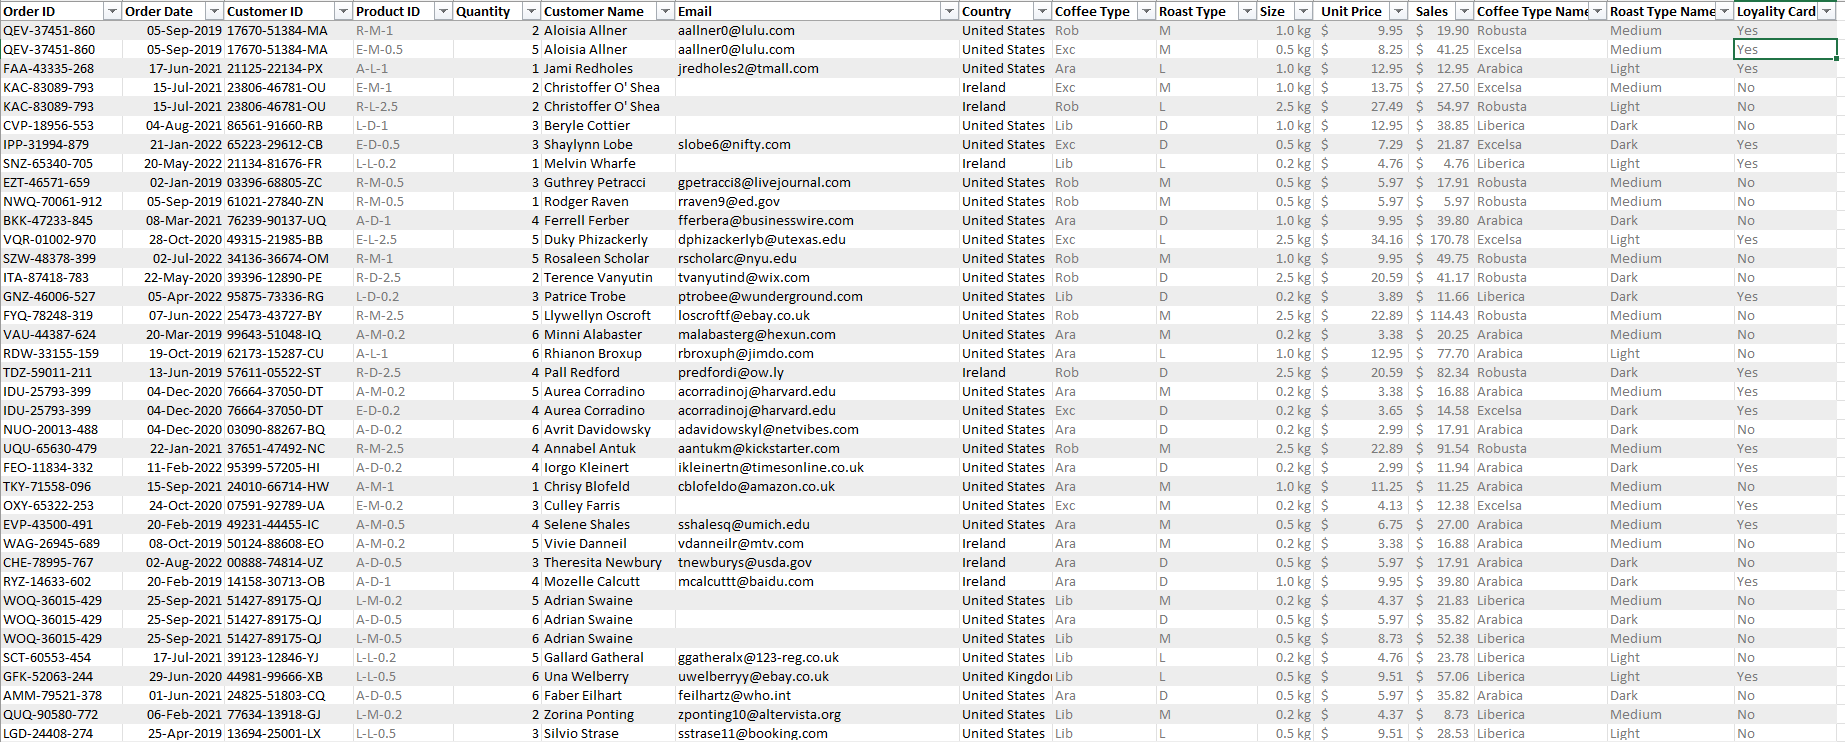 Order ID Order Date Customer ID Product ID Quantity Customer Name Email Country Coffee Type Roast Type Size Unit Price Sales Coffee Type Name Roast Type Name Loyality Card
QEV-37451-860 05-Sep-2019 17670-51384-MA R-M-1 2 Aloisia Allner aallner0@lulu.com United States Rob M 1.0 kg $ 9.95 $ 19.90 Robusta Medium Yes
QEV-37451-860 05-Sep-2019 17670-51384-MA E-M-0.5 5 Aloisia Allner aallner0@lulu.com United States Exc M 0.5 kg $ 8.25 $ 41.25 Excelsa Medium Yes
FAA-43335-268 17-Jun-2021 21125-22134-PX A-L-1 1 Jami Redholes jredholes2@tmall.com United States Ara L 1.0 kg $ 12.95 $ 12.95 Arabica Light Yes
KAC-83089-793 15-Jul-2021 23806-46781-OU E-M-1 2 Christoffer O' Shea Ireland Exc M 1.0 kg $ 13.75 $ 27.50 Excelsa Medium No
KAC-83089-793 15-Jul-2021 23806-46781-OU R-L-2.5 2 Christoffer O' Shea Ireland Rob L 2.5 kg $ 27.49 $ 54.97 Robusta Light No
CVP-18956-553 04-Aug-2021 86561-91660-RB L-D-1 3 Beryle Cottier United States Lib D 1.0 kg $ 12.95 $ 38.85 Liberica Dark No
IPP-31994-879 21-Jan-2022 65223-29612-CB E-D-0.5 3 Shaylynn Lobe slobe6@nifty.com United States Exc D 0.5 kg $ 7.29 $ 21.87 Excelsa Dark Yes
SNZ-65340-705 20-May-2022 21134-81676-FR L-L-0.2 1 Melvin Wharfe Ireland Lib L 0.2 kg $ 4.76 $ 4.76 Liberica Light Yes
EZT-46571-659 02-Jan-2019 03396-68805-ZC R-M-0.5 3 Guthrey Petracci gpetracci8@livejournal.com United States Rob M 0.5 kg $ 5.97 $ 17.91 Robusta Medium No
NWQ-70061-912 05-Sep-2019 61021-27840-ZN R-M-0.5 1 Rodger Raven rraven9@ed.gov United States Rob M 0.5 kg $ 5.97 $ 5.97 Robusta Medium No
BKK-47233-845 08-Mar-2021 76239-90137-UQ A-D-1 4 Ferrell Ferber fferbera@businesswire.com United States Ara D 1.0 kg $ 9.95 $ 39.80 Arabica Dark No
VQR-01002-970 28-Oct-2020 49315-21985-BB E-L-2.5 5 Duky Phizackerly dphizackerlyb@utexas.edu United States Exc L 2.5 kg $ 34.16 $ 170.78 Excelsa Light Yes
SZW-48378-399 02-Jul-2022 34136-36674-OM R-M-1 5 Rosaleen Scholar rscholarc@nyu.edu United States Rob M 1.0 kg $ 9.95 $ 49.75 Robusta Medium No
ITA-87418-783 22-May-2020 39396-12890-PE R-D-2.5 2 Terence Vanyutin tvanyutind@wix.com United States Rob D 2.5 kg $ 20.59 $ 41.17 Robusta Dark No
GNZ-46006-527 05-Apr-2022 95875-73336-RG L-D-0.2 3 Patrice Trobe ptrobee@wunderground.com United States Lib D 0.2 kg $ 3.89 $ 11.66 Liberica Dark Yes
FYQ-78248-319 07-Jun-2022 25473-43727-BY R-M-2.5 5 Llywellyn Oscroft loscroftf@ebay.co.uk United States Rob M 2.5 kg $ 22.89 $ 114.43 Robusta Medium No
VAU-44387-624 20-Mar-2019 99643-51048-IQ A-M-0.2 6 Minni Alabaster malabasterg@hexun.com United States Ara M 0.2 kg $ 3.38 $ 20.25 Arabica Medium No
RDW-33155-159 19-Oct-2019 62173-15287-CU A-L-1 6 Rhianon Broxup rbroxuph@jimdo.com United States Ara L 1.0 kg $ 12.95 $ 77.70 Arabica Light No
TDZ-59011-211 13-Jun-2019 57611-05522-ST R-D-2.5 4 Pall Redford predfordi@ow.ly Ireland Rob D 2.5 kg $ 20.59 $ 82.34 Robusta Dark Yes
IDU-25793-399 04-Dec-2020 76664-37050-DT A-M-0.2 5 Aurea Corradino acorradinoj@harvard.edu United States Ara M 0.2 kg $ 3.38 $ 16.88 Arabica Medium Yes
IDU-25793-399 04-Dec-2020 76664-37050-DT E-D-0.2 4 Aurea Corradino acorradinoj@harvard.edu United States Exc D 0.2 kg $ 3.65 $ 14.58 Excelsa Dark Yes
NUO-20013-488 04-Dec-2020 03090-88267-BQ A-D-0.2 6 Avrit Davidowsky adavidowskyl@netvibes.com United States Ara D 0.2 kg $ 2.99 $ 17.91 Arabica Dark No
UQU-65630-479 22-Jan-2021 37651-47492-NC R-M-2.5 4 Annabel Antuk aantukm@kickstarter.com United States Rob M 2.5 kg $ 22.89 $ 91.54 Robusta Medium Yes
FEO-11834-332 11-Feb-2022 95399-57205-HI A-D-0.2 4 Iorgo Kleinert ikleinertn@timesonline.co.uk United States Ara D 0.2 kg $ 2.99 $ 11.94 Arabica Dark Yes
TKY-71558-096 15-Sep-2021 24010-66714-HW A-M-1 1 Chrisy Blofeld cblofeldo@amazon.co.uk United States Ara M 1.0 kg $ 11.25 $ 11.25 Arabica Medium No
OXY-65322-253 24-Oct-2020 07591-92789-UA E-M-0.2 3 Culley Farris United States Exc M 0.2 kg $ 4.13 $ 12.38 Excelsa Medium Yes
EVP-43500-491 20-Feb-2019 49231-44455-IC A-M-0.5 4 Selene Shales sshalesq@umich.edu United States Ara M 0.5 kg $ 6.75 $ 27.00 Arabica Medium Yes
WAG-26945-689 08-Oct-2019 50124-88608-EO A-M-0.2 5 Vivie Danneil vdanneilr@mtv.com Ireland Ara M 0.2 kg $ 3.38 $ 16.88 Arabica Medium No
CHE-78995-767 02-Aug-2022 00888-74814-UZ A-D-0.5 3 Theresita Newbury tnewburys@usda.gov Ireland Ara D 0.5 kg $ 5.97 $ 17.91 Arabica Dark No
RYZ-14633-602 20-Feb-2019 14158-30713-OB A-D-1 4 Mozelle Calcutt mcalcuttt@baidu.com Ireland Ara D 1.0 kg $ 9.95 $ 39.80 Arabica Dark Yes
WOQ-36015-429 25-Sep-2021 51427-89175-QJ L-M-0.2 5 Adrian Swaine United States Lib M 0.2 kg $ 4.37 $ 21.83 Liberica Medium No
WOQ-36015-429 25-Sep-2021 51427-89175-QJ A-D-0.5 6 Adrian Swaine United States Ara D 0.5 kg $ 5.97 $ 35.82 Arabica Dark No
WOQ-36015-429 25-Sep-2021 51427-89175-QJ L-M-0.5 6 Adrian Swaine United States Lib M 0.5 kg $ 8.73 $ 52.38 Liberica Medium No
SCT-60553-454 17-Jul-2021 39123-12846-YJ L-L-0.2 5 Gallard Gatheral ggatheralx@123-reg.co.uk United States Lib L 0.2 kg $ 4.76 $ 23.78 Liberica Light No
GFK-52063-244 29-Jun-2020 44981-99666-XB L-L-0.5 6 Una Welberry uwelberryy@ebay.co.uk United Kingdo Lib L 0.5 kg $ 9.51 $ 57.06 Liberica Light Yes
AMM-79521-378 01-Jun-2021 24825-51803-CQ A-D-0.5 6 Faber Eilhart feilhartz@who.int United States Ara D 0.5 kg $ 5.97 $ 35.82 Arabica Dark No
QUQ-90580-772 06-Feb-2021 77634-13918-GJ L-M-0.2 2 Zorina Ponting zponting10@altervista.org United States Lib M 0.2 kg $ 4.37 $ 8.73 Liberica Medium No
LGD-24408-274 25-Apr-2019 13694-25001-LX L-L-0.5 3 Silvio Strase sstrase11@booking.com United States Lib L 0.5 kg $ 9.51 $ 28.53 Liberica Light No